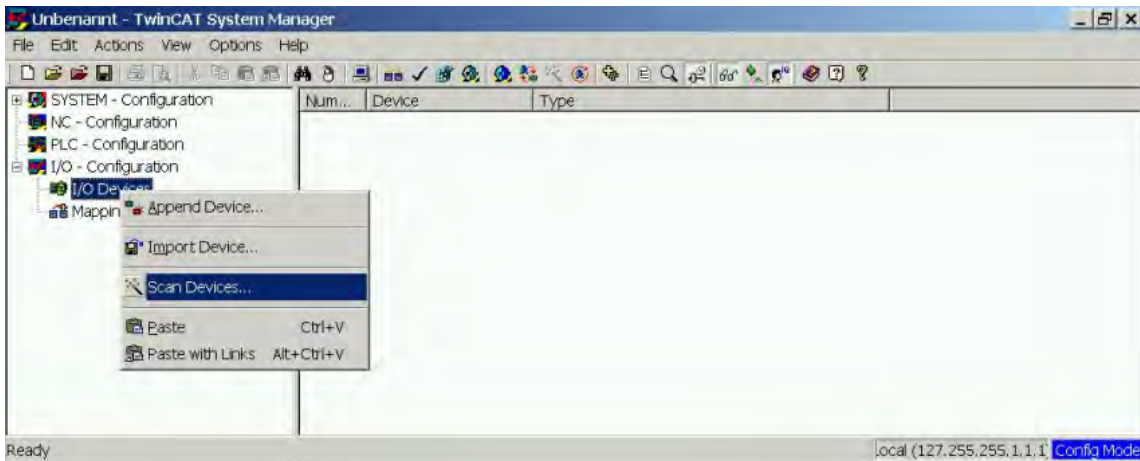 Unbenannt - TwinCAT System Manager
File Edit Actions View Options Help
SYSTEM - Configuration
NC - Configuration
PLC - Configuration
I/O - Configuration
I/O Devices
Mappin
Num... Device Type
Append Device...
Import Device...
Scan Devices...
Paste Ctrl+V
Paste with Links Alt+Ctrl+V
Ready
ocal (127.255.255.1.1.1) Config Mode